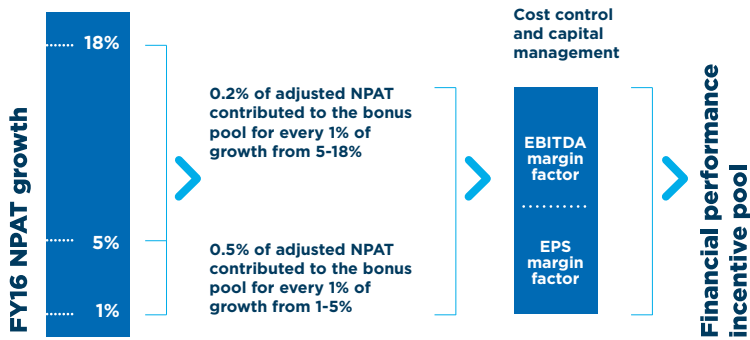 FY16 NPAT growth
18%
5%
1%
0.2% of adjusted NPAT
contributed to the bonus
pool for every 1% of
growth from 5-18%
0.5% of adjusted NPAT
contributed to the bonus
pool for every 1% of
growth from 1-5%
Cost control
and capital
management
EBITDA
margin
factor
EPS
margin
factor
Financial performance
incentive pool